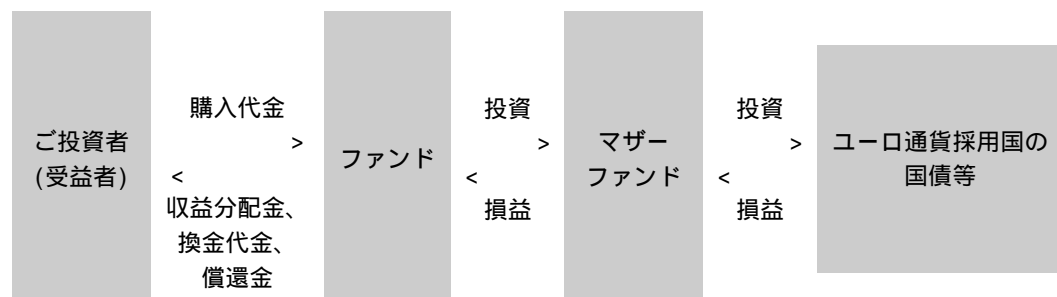 ご投資者
(受益者)
購入代金
>
<
収益分配金、
換金代金、
償還金
ファンド
投資
>
<
損益
マザー
ファンド
投資
>
<
損益
ユーロ通貨採用国の
国債等